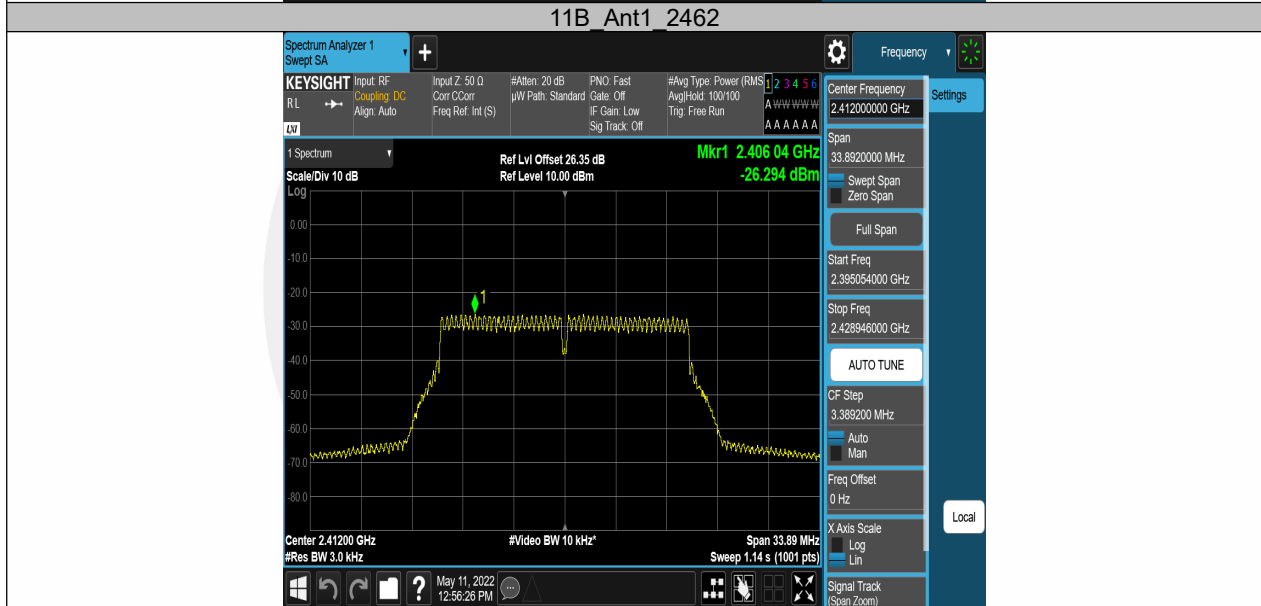 11B_Ant1_2462
Spectrum Analyzer 1
Swept SA
+
Frequency
KEYSIGHT
RL
LXI
Input: RF
Coupling: DC
Align: Auto
Input Z: 50 Ω
Corr CCorr
Freq Ref: Int (S)
#Atten: 20 dB
µW Path: Standard
PNO: Fast
Gate: Off
IF Gain: Low
Sig Track: Off
#Avg Type: Power (RMS
Avg|Hold: 100/100
Trig: Free Run
1 2 3 4 5 6
A W W W W W
A A A A A A
1 Spectrum
Scale/Div 10 dB
Log
Ref Lvl Offset 26.35 dB
Ref Level 10.00 dBm
Mkr1 2.406 04 GHz
-26.294 dBm
0.00
-10.0
-20.0
1
-30.0
-40.0
-50.0
-60.0
-70.0
-80.0
Center 2.41200 GHz
#Res BW 3.0 kHz
#Video BW 10 kHz*
Span 33.89 MHz
Sweep 1.14 s (1001 pts)
May 11, 2022
12:56:26 PM
?
Center Frequency
2.412000000 GHz
Settings
Span
33.8920000 MHz
Swept Span
Zero Span
Full Span
Start Freq
2.395054000 GHz
Stop Freq
2.428946000 GHz
AUTO TUNE
CF Step
3.389200 MHz
Auto
Man
Freq Offset
0 Hz
Local
X Axis Scale
Log
Lin
Signal Track
(Span Zoom)